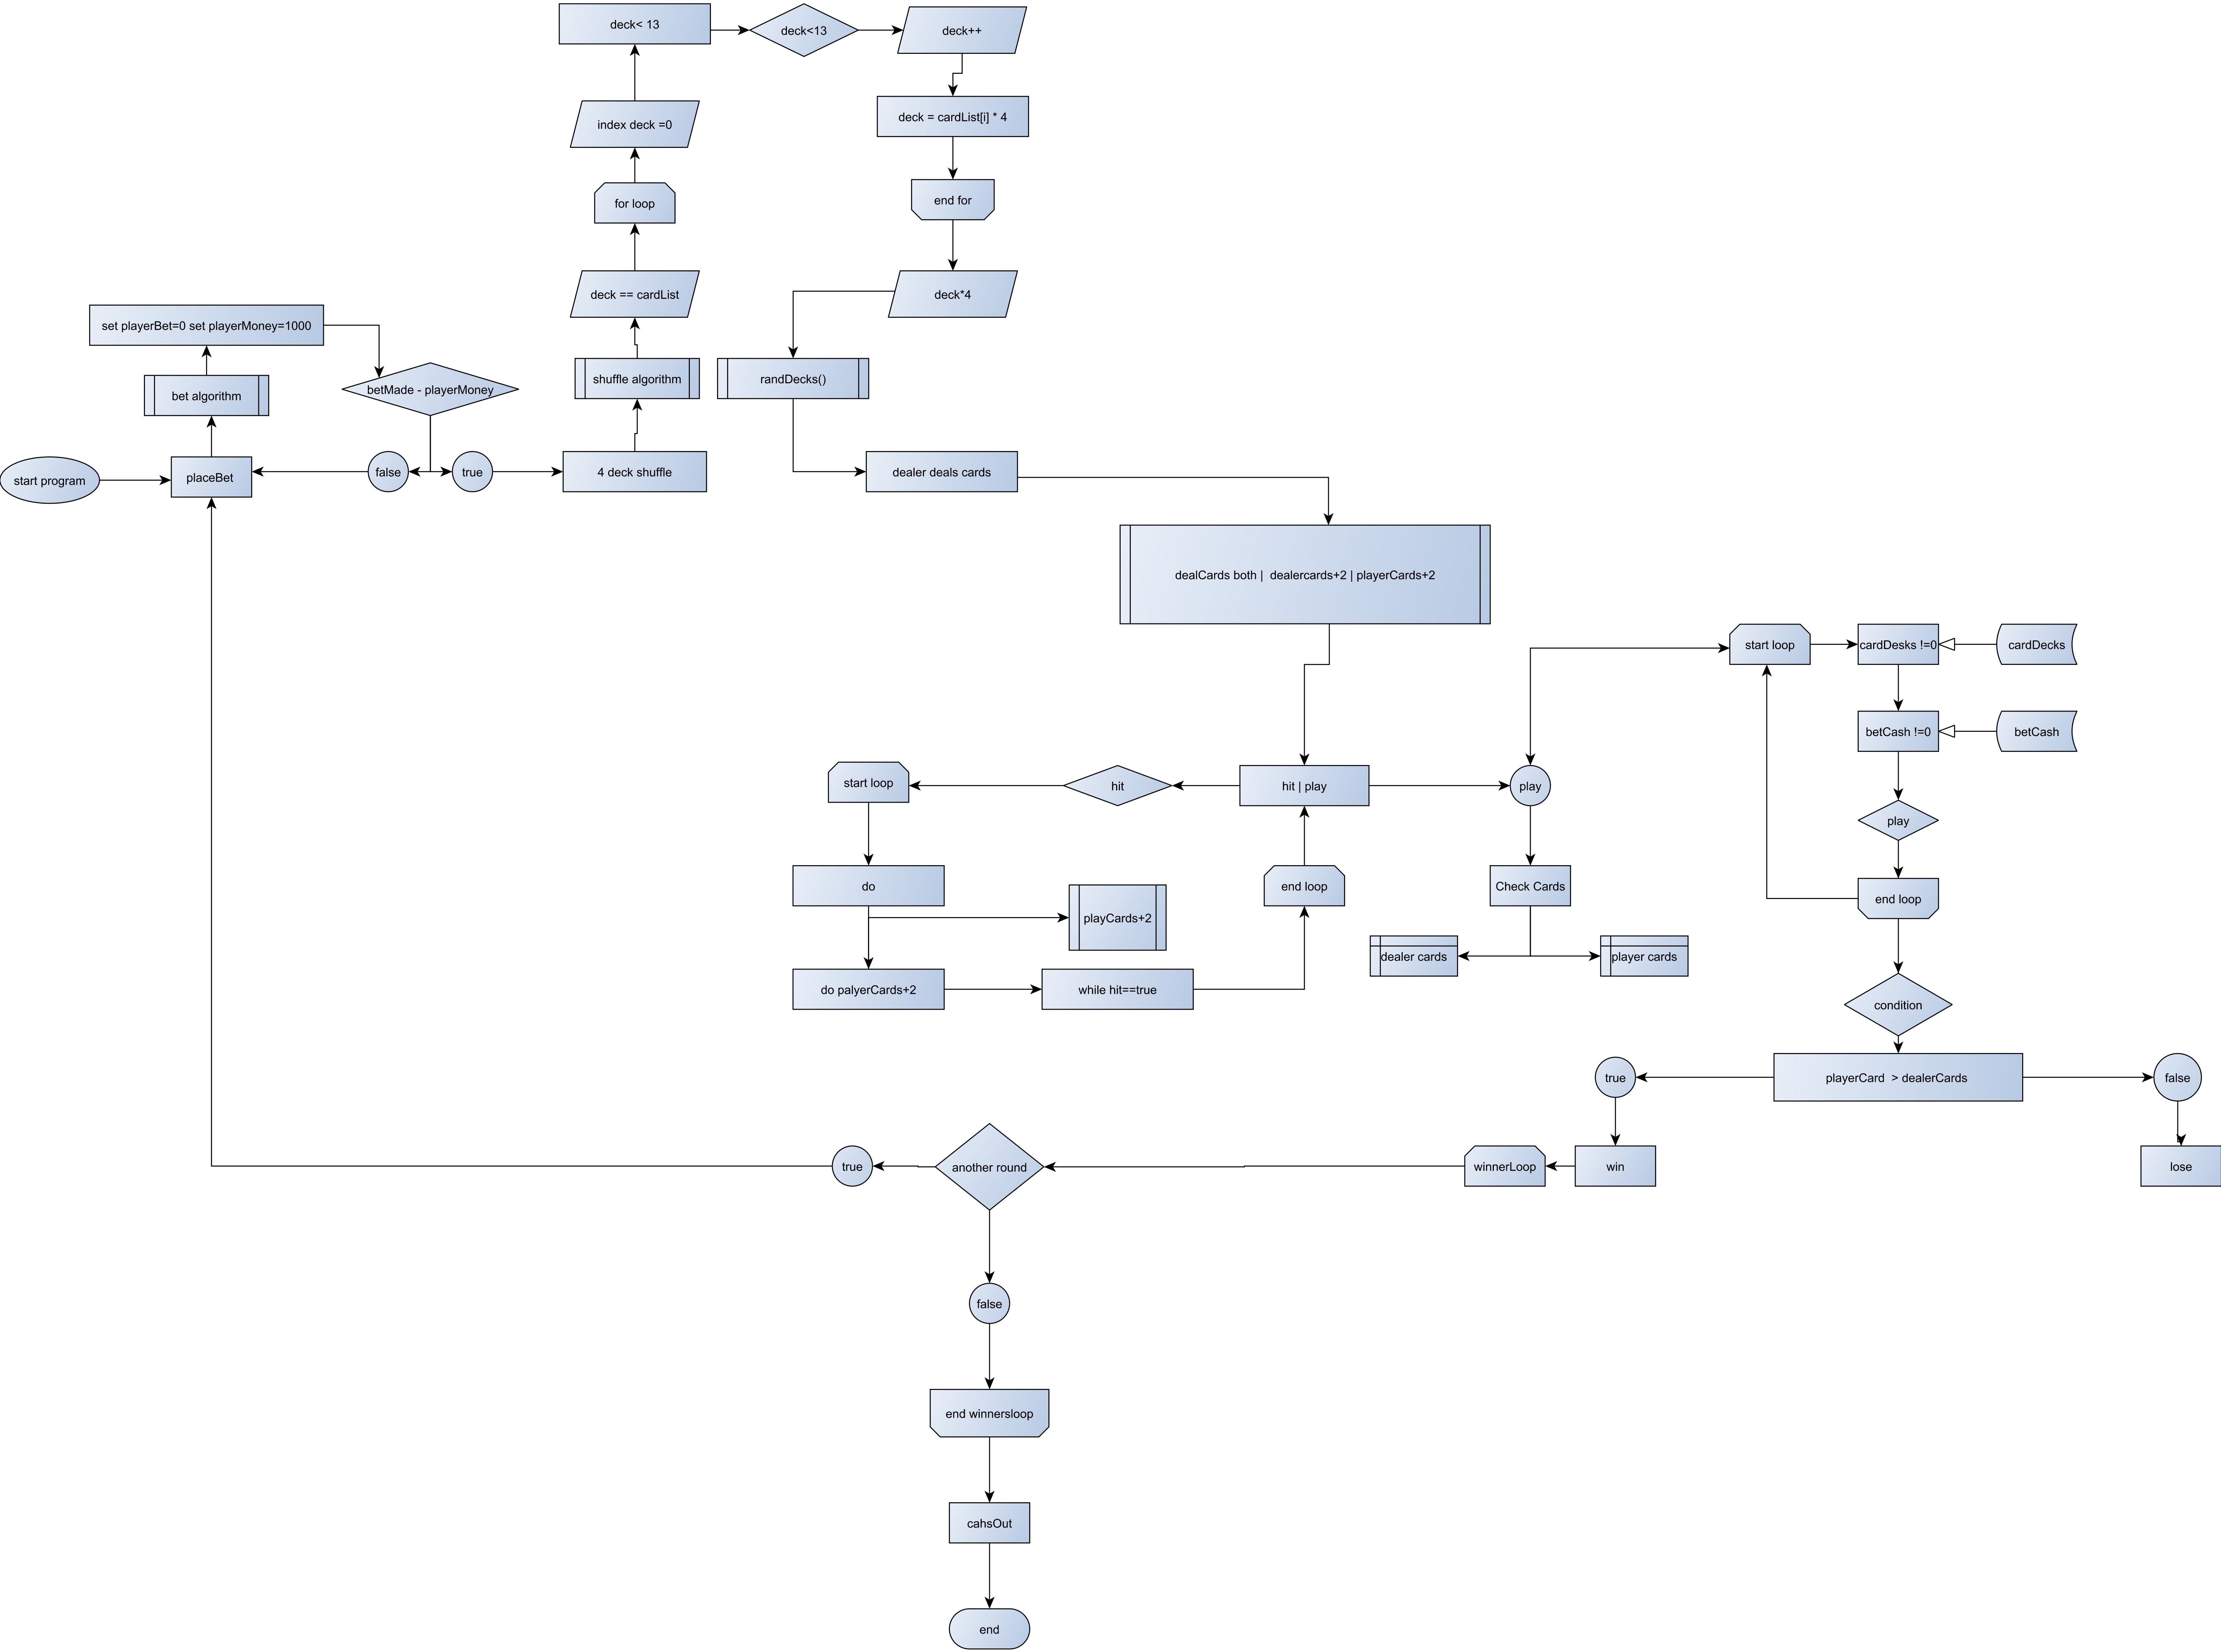 start program
placeBet
bet algorithm
set playerBet=0 set playerMoney=1000
betMade - playerMoney
false
true
4 deck shuffle
shuffle algorithm
deck == cardList
for loop
index deck =0
deck< 13
deck<13
deck++
deck = cardList[i] * 4
end for
deck*4
randDecks()
dealer deals cards
dealCards both | dealercards+2 | playerCards+2
hit | play
hit
start loop
do
playCards+2
do palyerCards+2
while hit==true
end loop
play
Check Cards
dealer cards
player cards
start loop
cardDesks !=0
cardDecks
betCash !=0
betCash
play
end loop
condition
playerCard > dealerCards
true
false
win
lose
winnerLoop
another round
true
false
end winnersloop
cahsOut
end